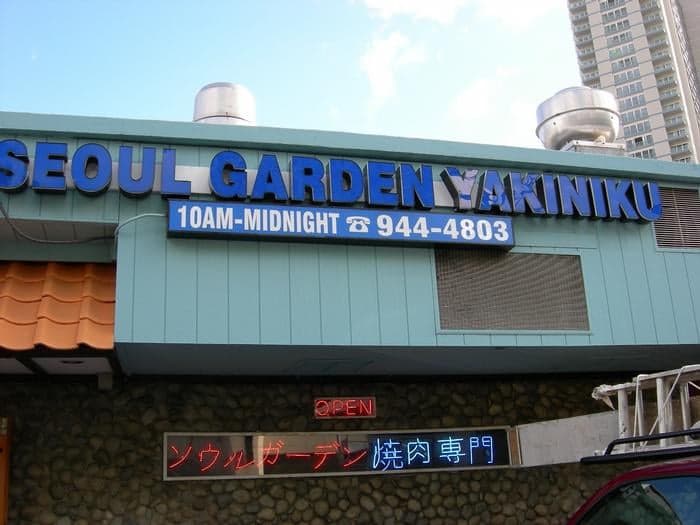 SEOUL GARDEN YAKINIKU
10AM-MIDNIGHT ☎ 944-4803
OPEN
ソウルガーデン焼肉専門